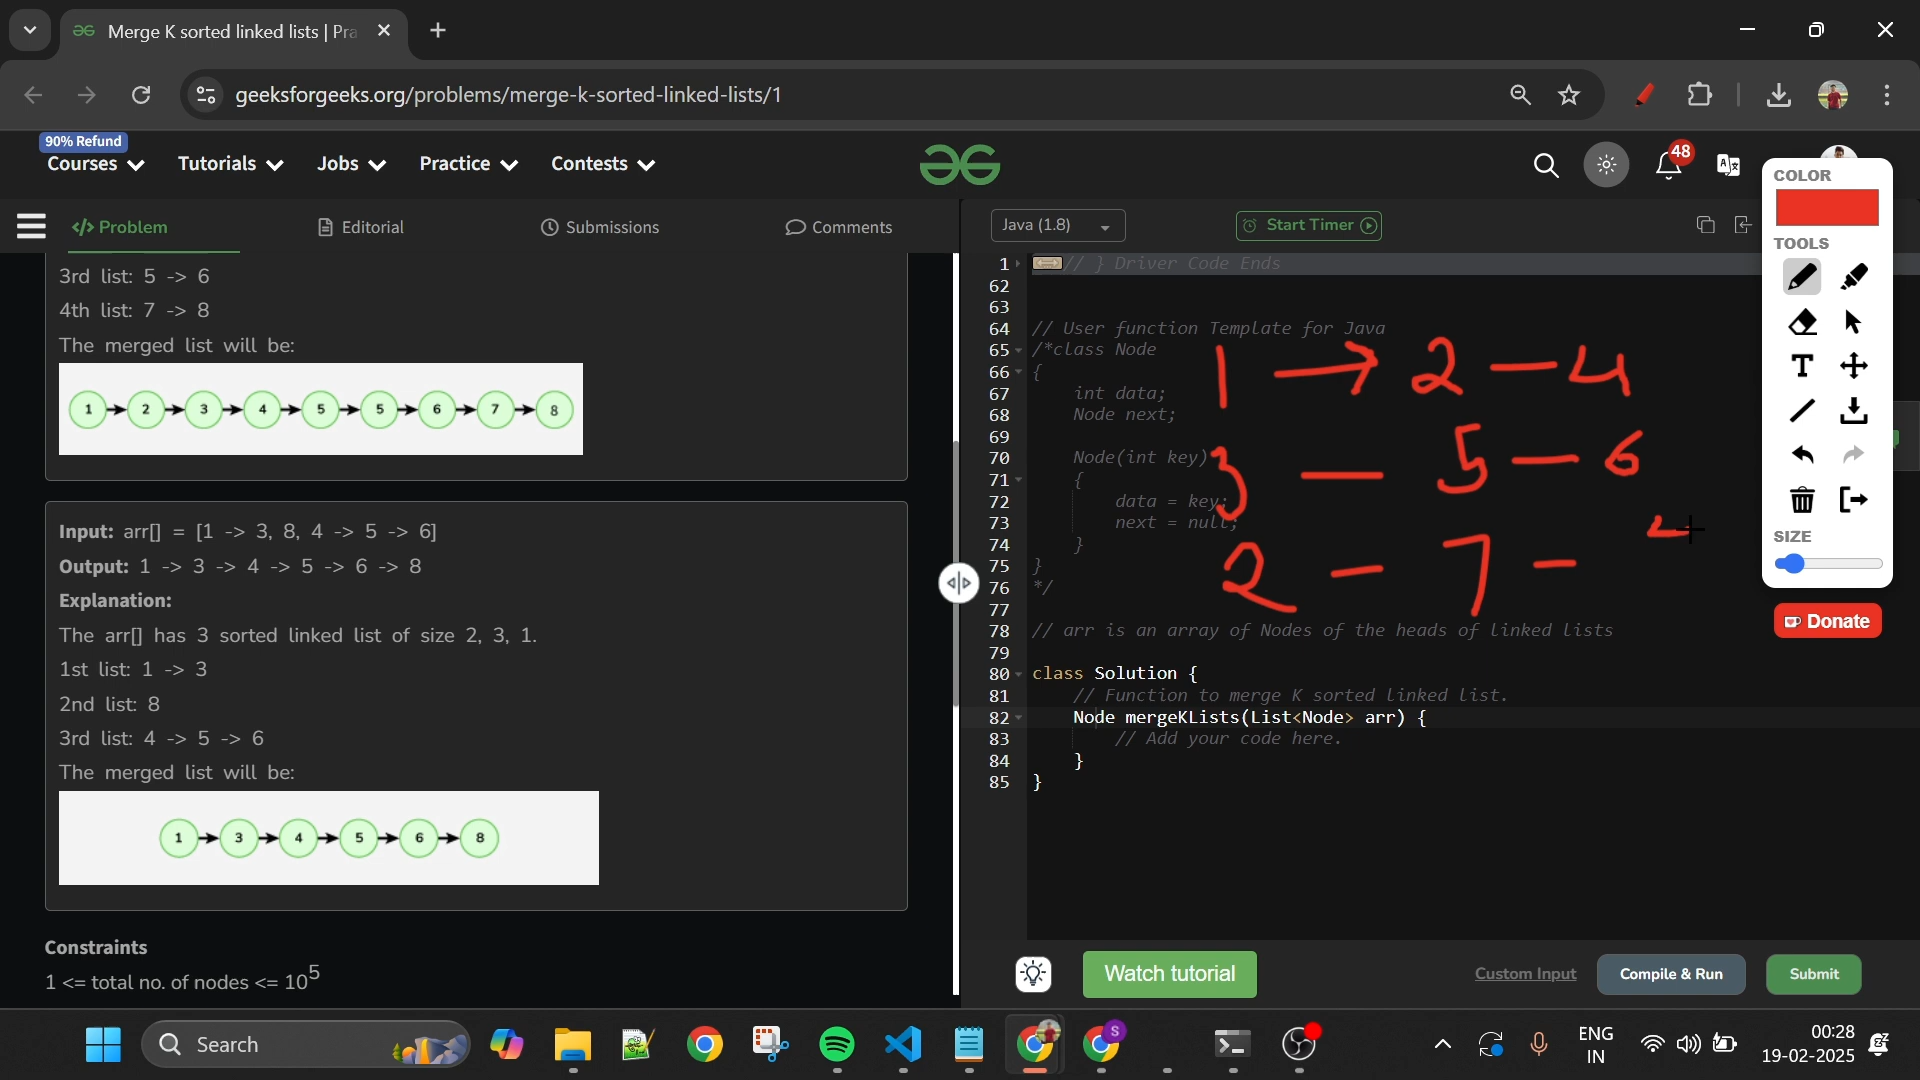 Merge K sorted linked lists | Pra
geeksforgeeks.org/problems/merge-k-sorted-linked-lists/1
90% Refund
Courses Tutorials Jobs Practice Contests
48
COLOR
TOOLS
T
SIZE
Donate
</> Problem Editorial Submissions Comments
3rd list: 5 -> 6
4th list: 7 -> 8
The merged list will be:
1 2 3 4 5 5 6 7 8
Input: arr[] = [1 -> 3, 8, 4 -> 5 -> 6]
Output: 1 -> 3 -> 4 -> 5 -> 6 -> 8
Explanation:
The arr[] has 3 sorted linked list of size 2, 3, 1.
1st list: 1 -> 3
2nd list: 8
3rd list: 4 -> 5 -> 6
The merged list will be:
1 3 4 5 6 8
Constraints
1 <= total no. of nodes <= 10^5
Java (1.8) Start Timer
1 // } Driver Code Ends
62
63
64 // User function Template for Java
65 /*class Node
66 {
67 int data;
68 Node next;
69
70 Node(int key)
71 {
72 data = key;
73 next = null;
74 }
75 }
76 */
77
78 // arr is an array of Nodes of the heads of linked lists
79
80 class Solution {
81 // Function to merge K sorted linked list.
82 Node mergeKLists(List<Node> arr) {
83 // Add your code here.
84 }
85 }
1 → 2 — 4
3 — 5 — 6
2 — 7 —
Watch tutorial Custom Input Compile & Run Submit
Search
S
ENG
IN
00:28
19-02-2025